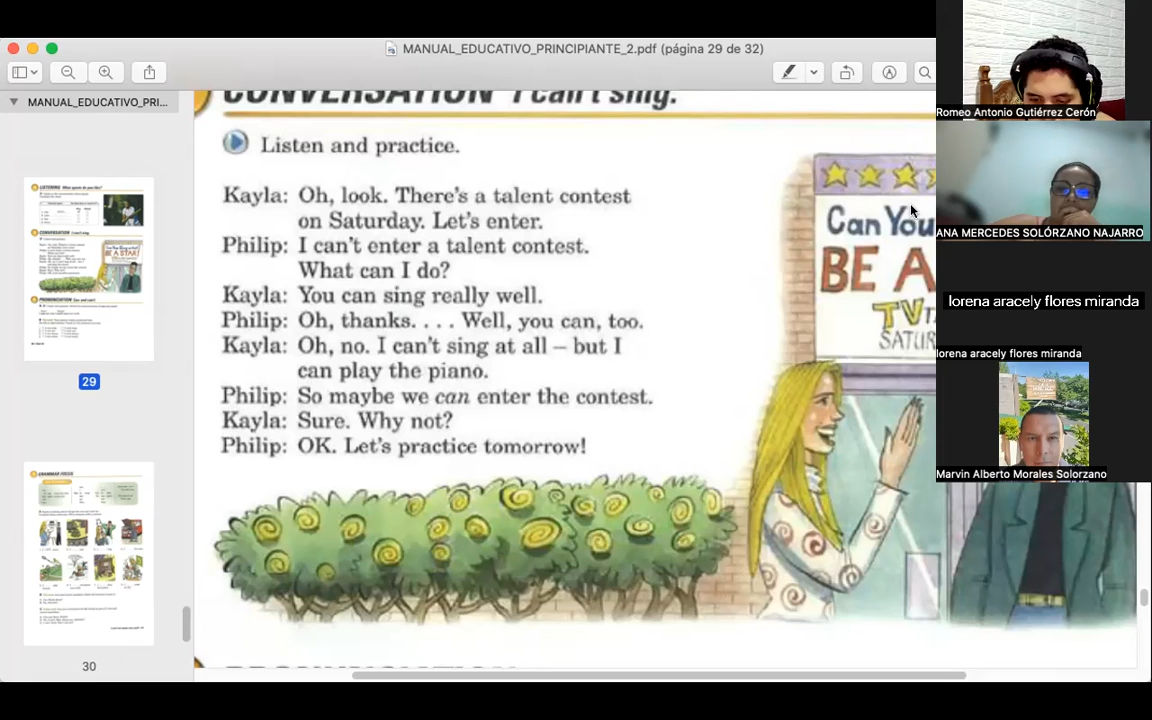 MANUAL_EDUCATIVO_PRINCIPIANTE_2.pdf (página 29 de 32)
MANUAL_EDUCATIVO_PRI...
CONVERSATION I can't sing.
Listen and practice.
Kayla: Oh, look. There's a talent contest
on Saturday. Let's enter.
Philip: I can't enter a talent contest.
What can I do?
Kayla: You can sing really well.
Philip: Oh, thanks. . . . Well, you can, too.
Kayla: Oh, no. I can't sing at all – but I
can play the piano.
Philip: So maybe we can enter the contest.
Kayla: Sure. Why not?
Philip: OK. Let's practice tomorrow!
Can You
BE A
TV
SATUR
29
30
Romeo Antonio Gutiérrez Cerón
ANA MERCEDES SOLÓRZANO NAJARRO
lorena aracely flores miranda
lorena aracely flores miranda
Marvin Alberto Morales Solorzano